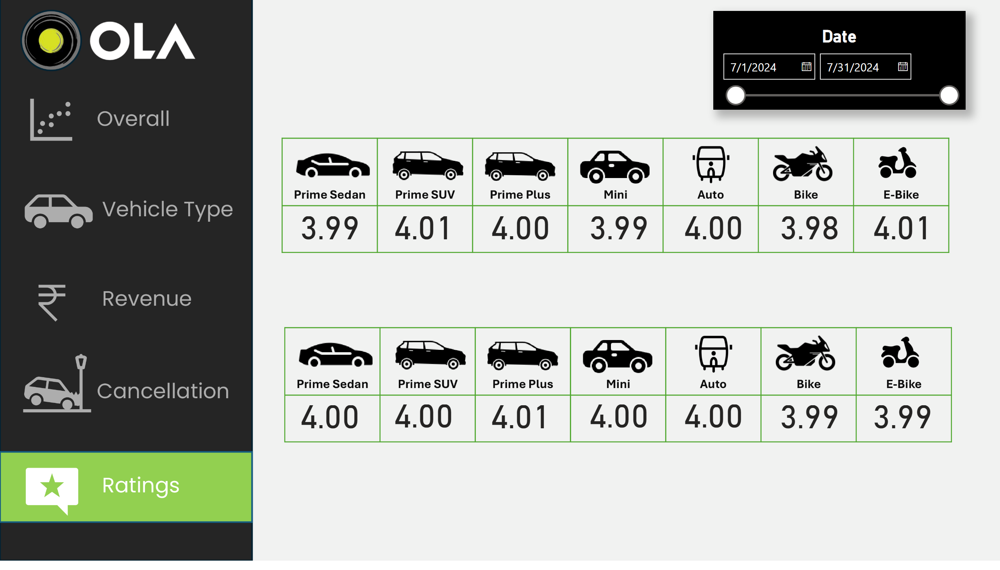 OLA
Overall
Vehicle Type
₹ Revenue
Cancellation
Ratings
Date
7/1/2024 7/31/2024
Prime Sedan Prime SUV Prime Plus Mini Auto Bike E-Bike
3.99 4.01 4.00 3.99 4.00 3.98 4.01
Prime Sedan Prime SUV Prime Plus Mini Auto Bike E-Bike
4.00 4.00 4.01 4.00 4.00 3.99 3.99